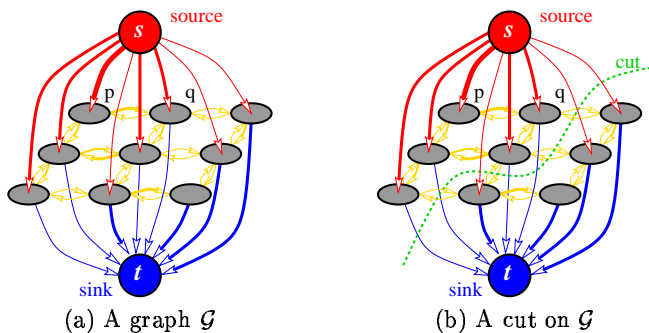 source
s
p
q
t
sink
(a) A graph 𝒢
source
s
cut
p
q
t
sink
(b) A cut on 𝒢